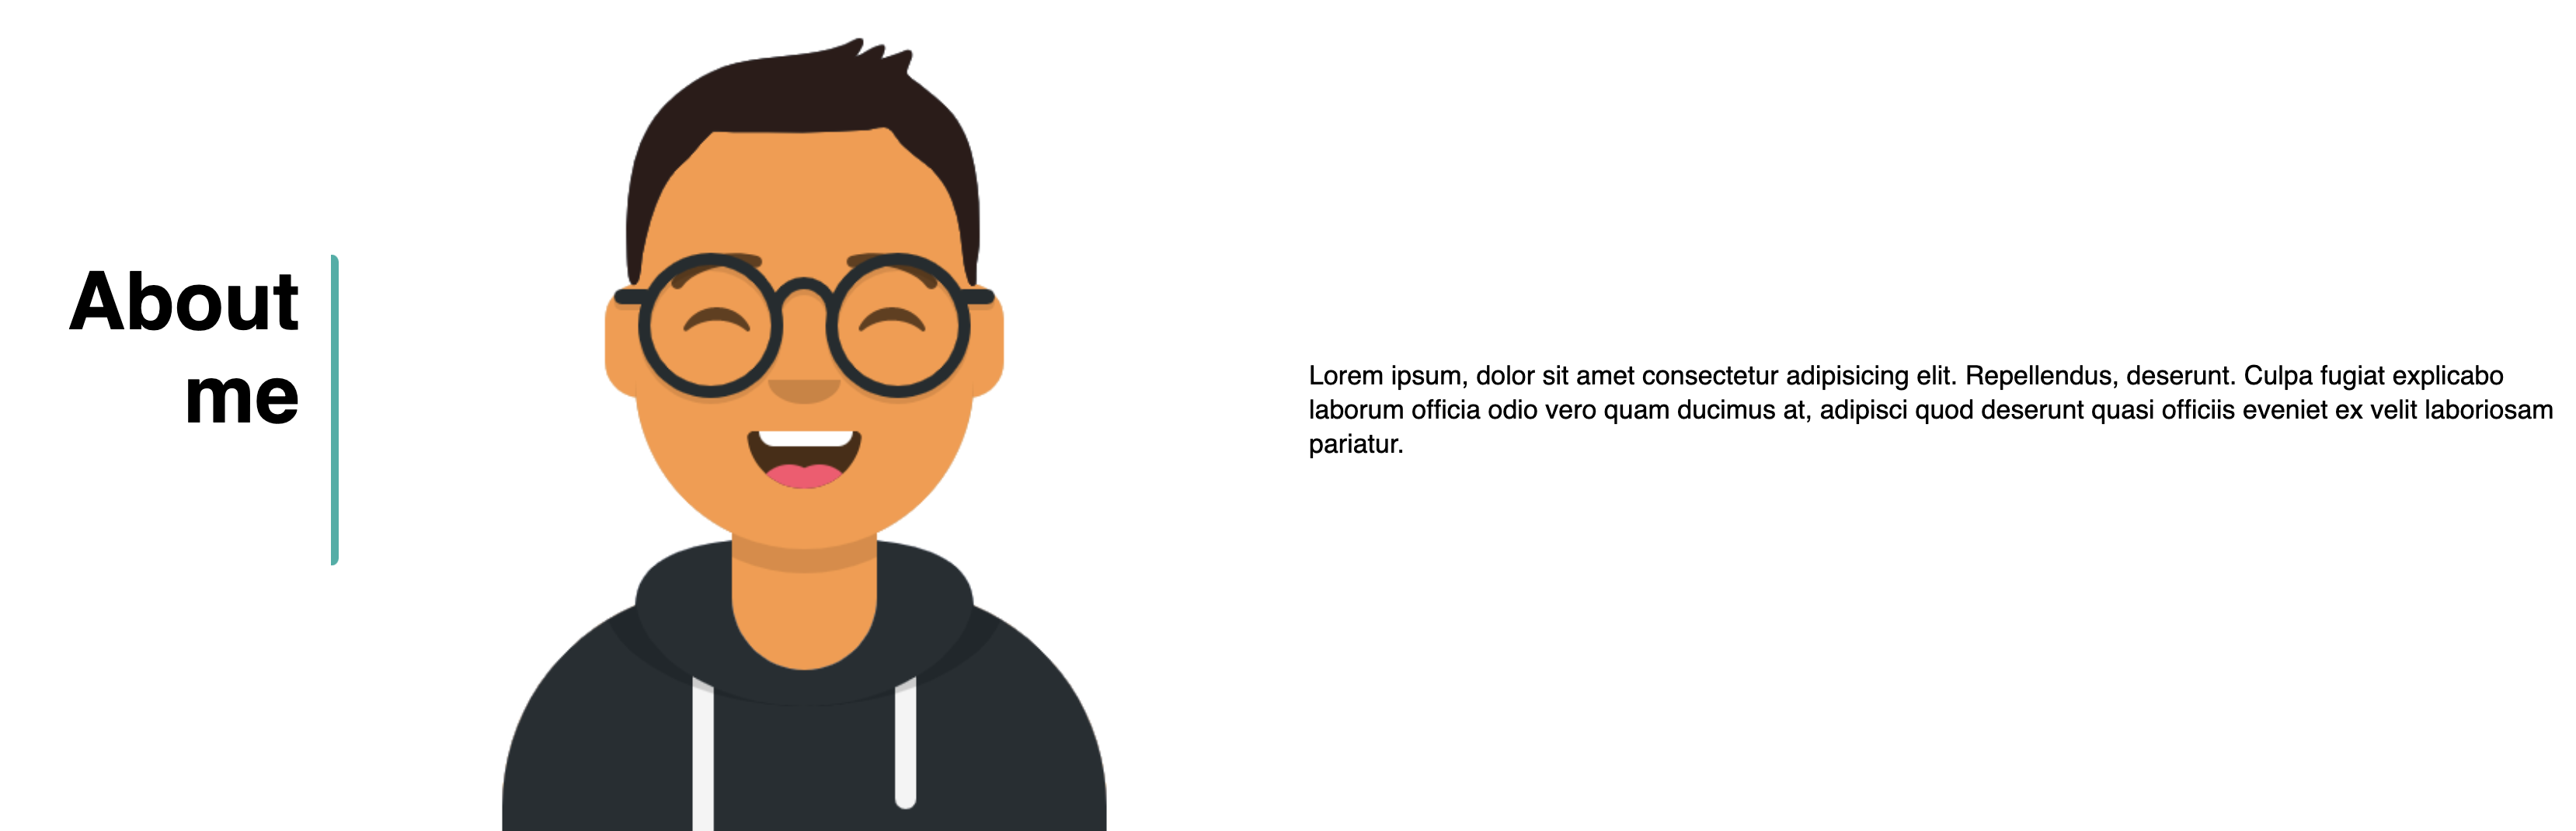 About
me
Lorem ipsum, dolor sit amet consectetur adipisicing elit. Repellendus, deserunt. Culpa fugiat explicabo
laborum officia odio vero quam ducimus at, adipisci quod deserunt quasi officiis eveniet ex velit laboriosam
pariatur.